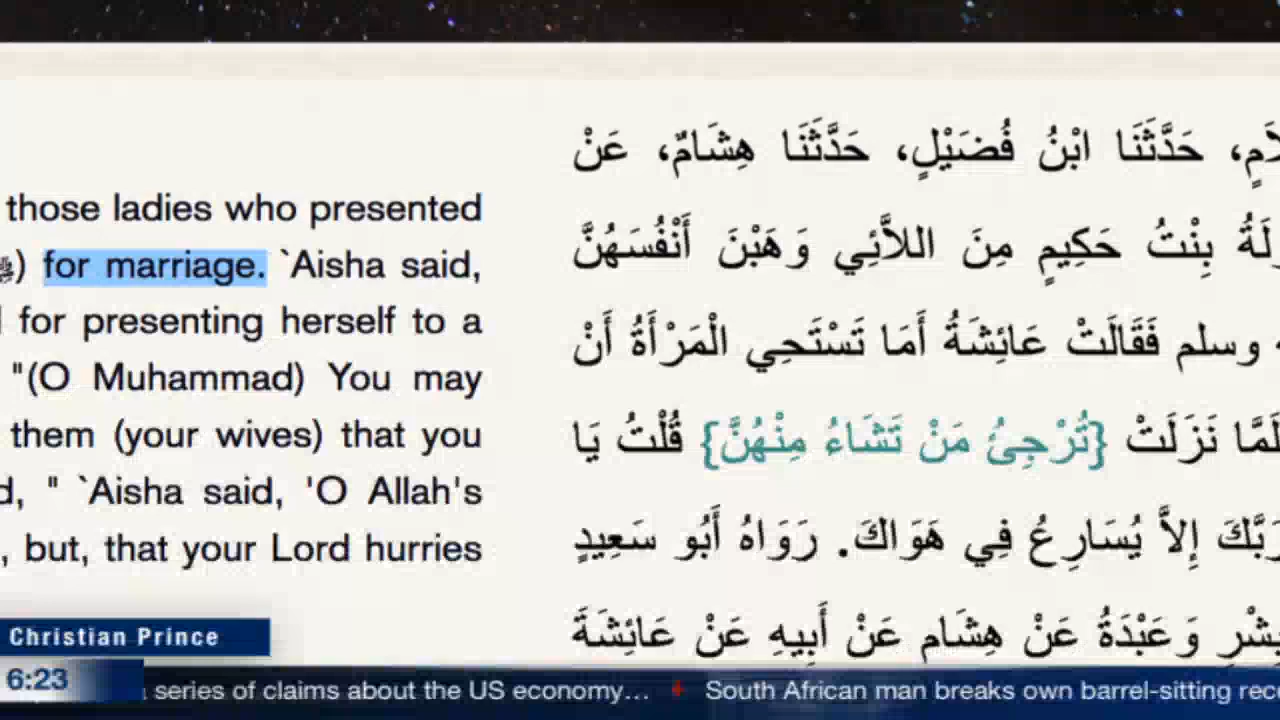 those ladies who presented
) for marriage. `Aisha said,
for presenting herself to a
"(O Muhammad) You may
them (your wives) that you
d, " `Aisha said, 'O Allah's
, but, that your Lord hurries
حَدَّثَنَا ابْنُ فُضَيْلٍ، حَدَّثَنَا هِشَامٌ، عَنْ
بِنْتُ حَكِيمٍ مِنَ اللاَّئِي وَهَبْنَ أَنْفُسَهُنَّ
وسلم فَقَالَتْ عَائِشَةُ أَمَا تَسْتَحِي الْمَرْأَةُ أَنْ
نَزَلَتْ {تُرْجِئُ مَنْ تَشَاءُ مِنْهُنَّ} قُلْتُ يَا
إِلاَّ يُسَارِعُ فِي هَوَاكَ. رَوَاهُ أَبُو سَعِيدٍ
وَعَبْدَةُ عَنْ هِشَامٍ عَنْ أَبِيهِ عَنْ عَائِشَةَ
Christian Prince
6:23
series of claims about the US economy... South African man breaks own barrel-sitting rec